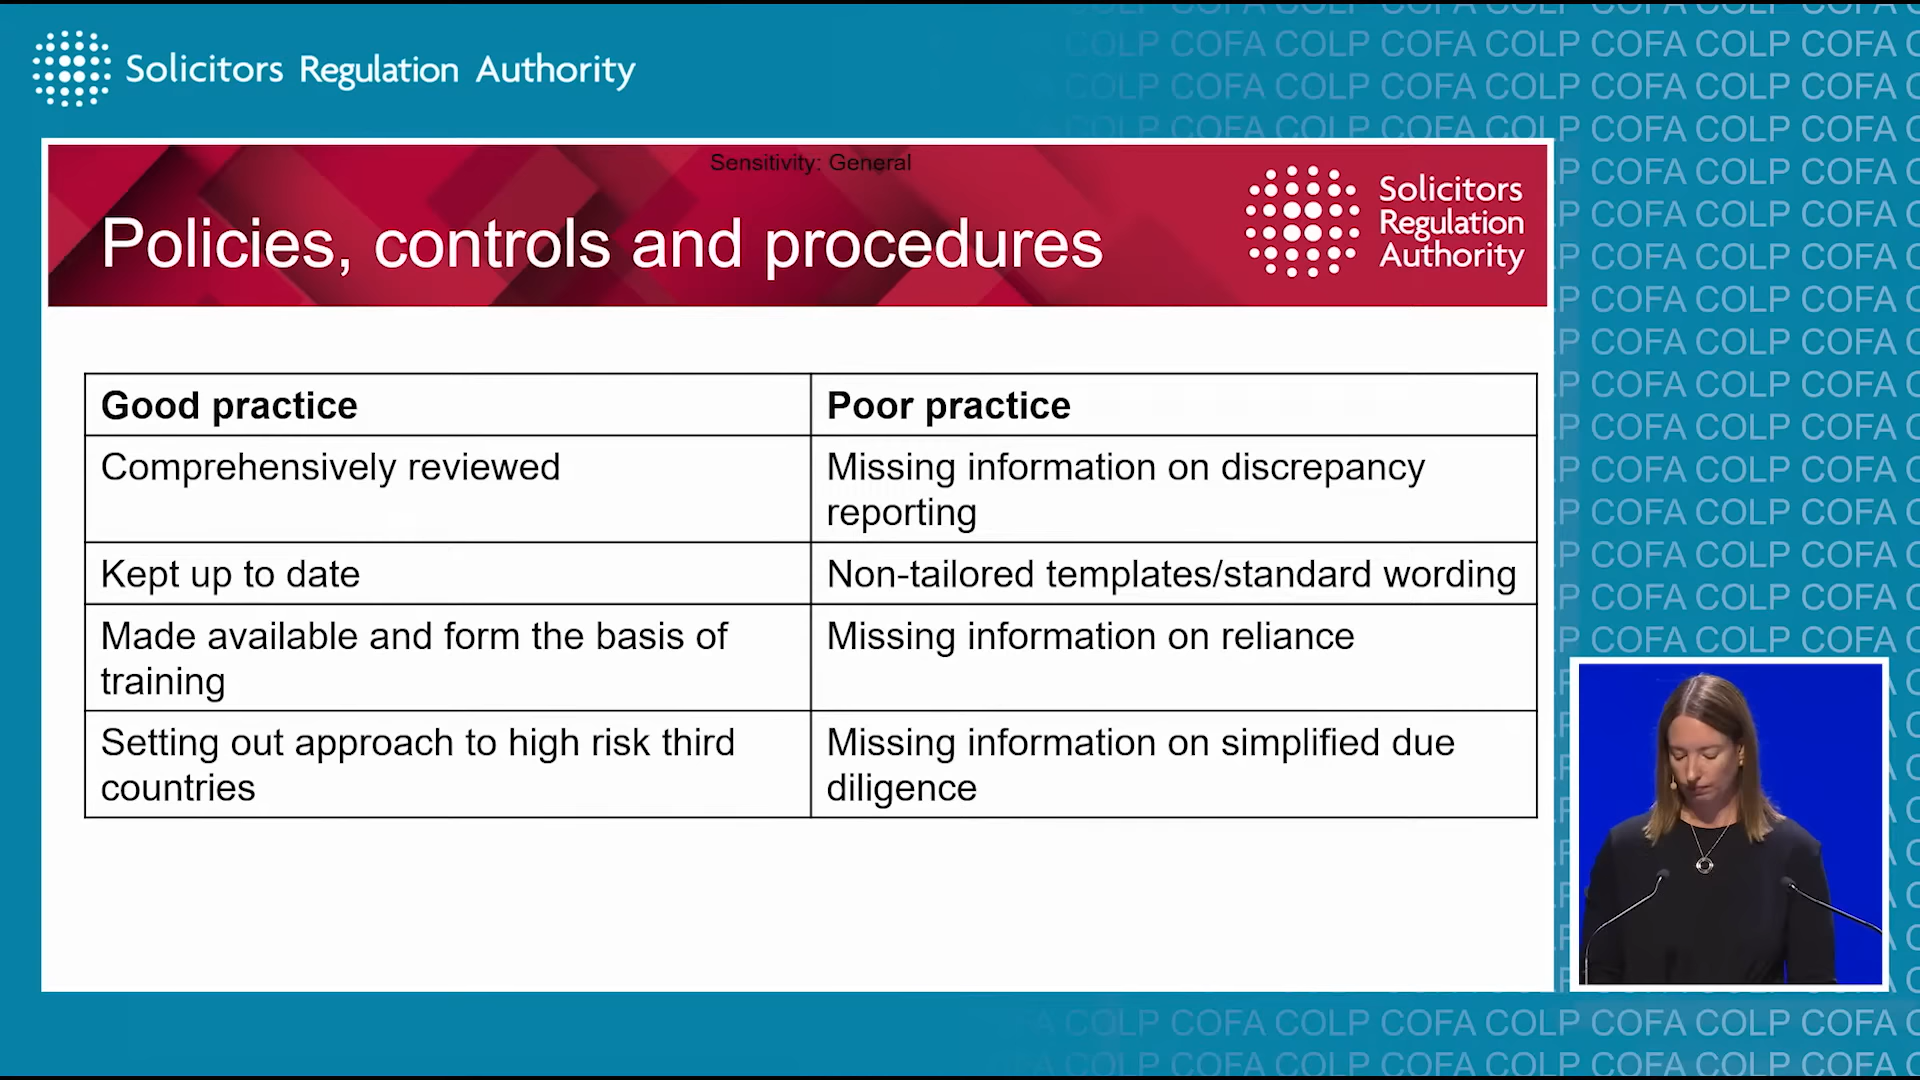 Solicitors Regulation Authority
Sensitivity: General
Policies, controls and procedures
Solicitors
Regulation
Authority
Good practice
Poor practice
Comprehensively reviewed
Missing information on discrepancy
reporting
Kept up to date
Non-tailored templates/standard wording
Made available and form the basis of
training
Missing information on reliance
Setting out approach to high risk third
countries
Missing information on simplified due
diligence
COLP COFA COLP COFA COLP COFA COLP COFA